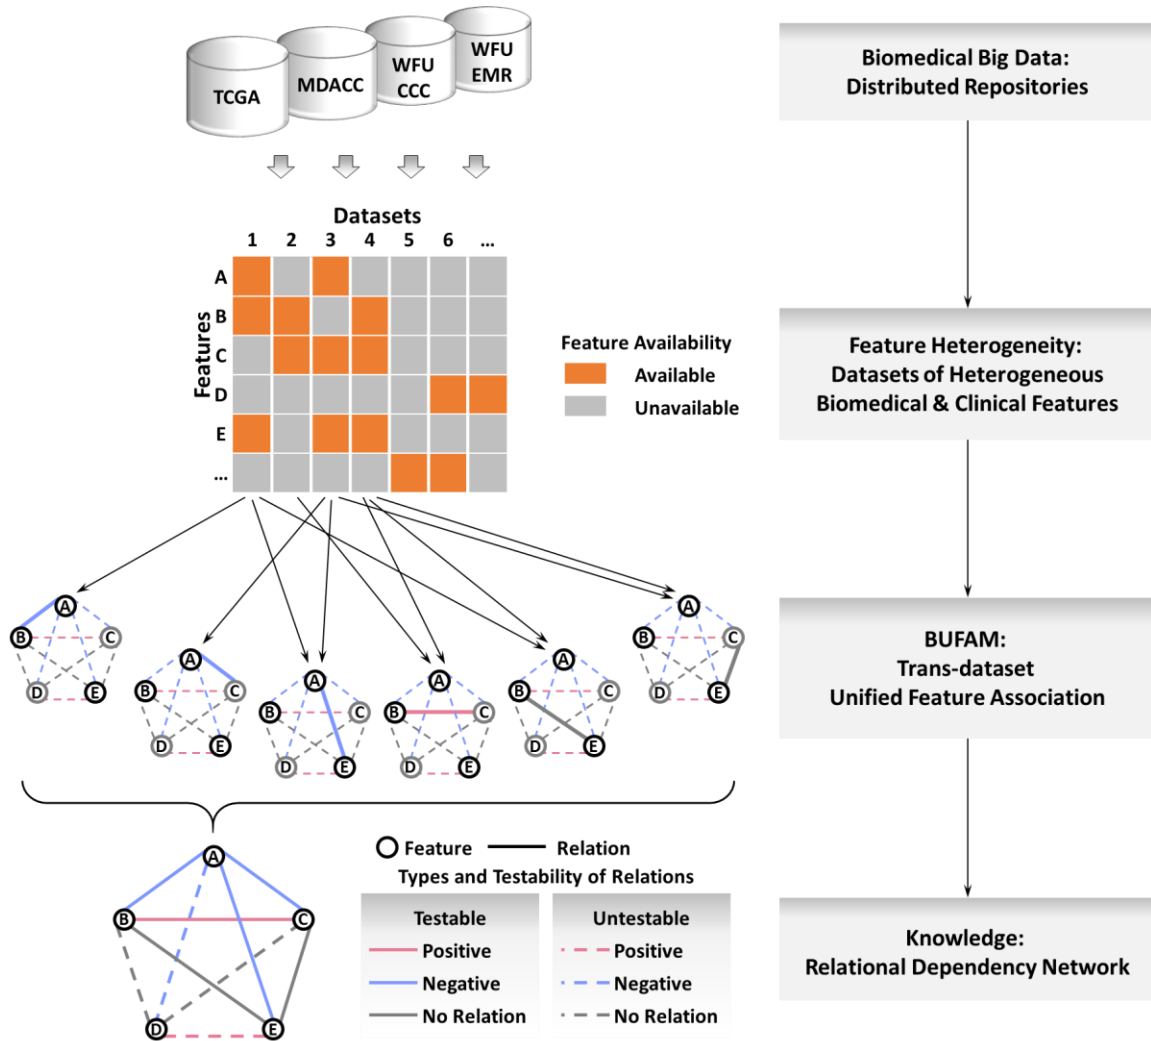 TCGA
MDACC
WFU
CCC
WFU
EMR
Biomedical Big Data:
Distributed Repositories
Datasets
1 2 3 4 5 6 ...
Features
A
B
C
D
E
...
Feature Availability
Available
Unavailable
Feature Heterogeneity:
Datasets of Heterogeneous
Biomedical & Clinical Features
A
B C
D E
A
B C
D E
A
B C
D E
A
B C
D E
A
B C
D E
A
B C
D E
BUFAM:
Trans-dataset
Unified Feature Association
A
B C
D E
Feature Relation
Types and Testability of Relations
Testable
Positive
Negative
No Relation
Untestable
Positive
Negative
No Relation
Knowledge:
Relational Dependency Network